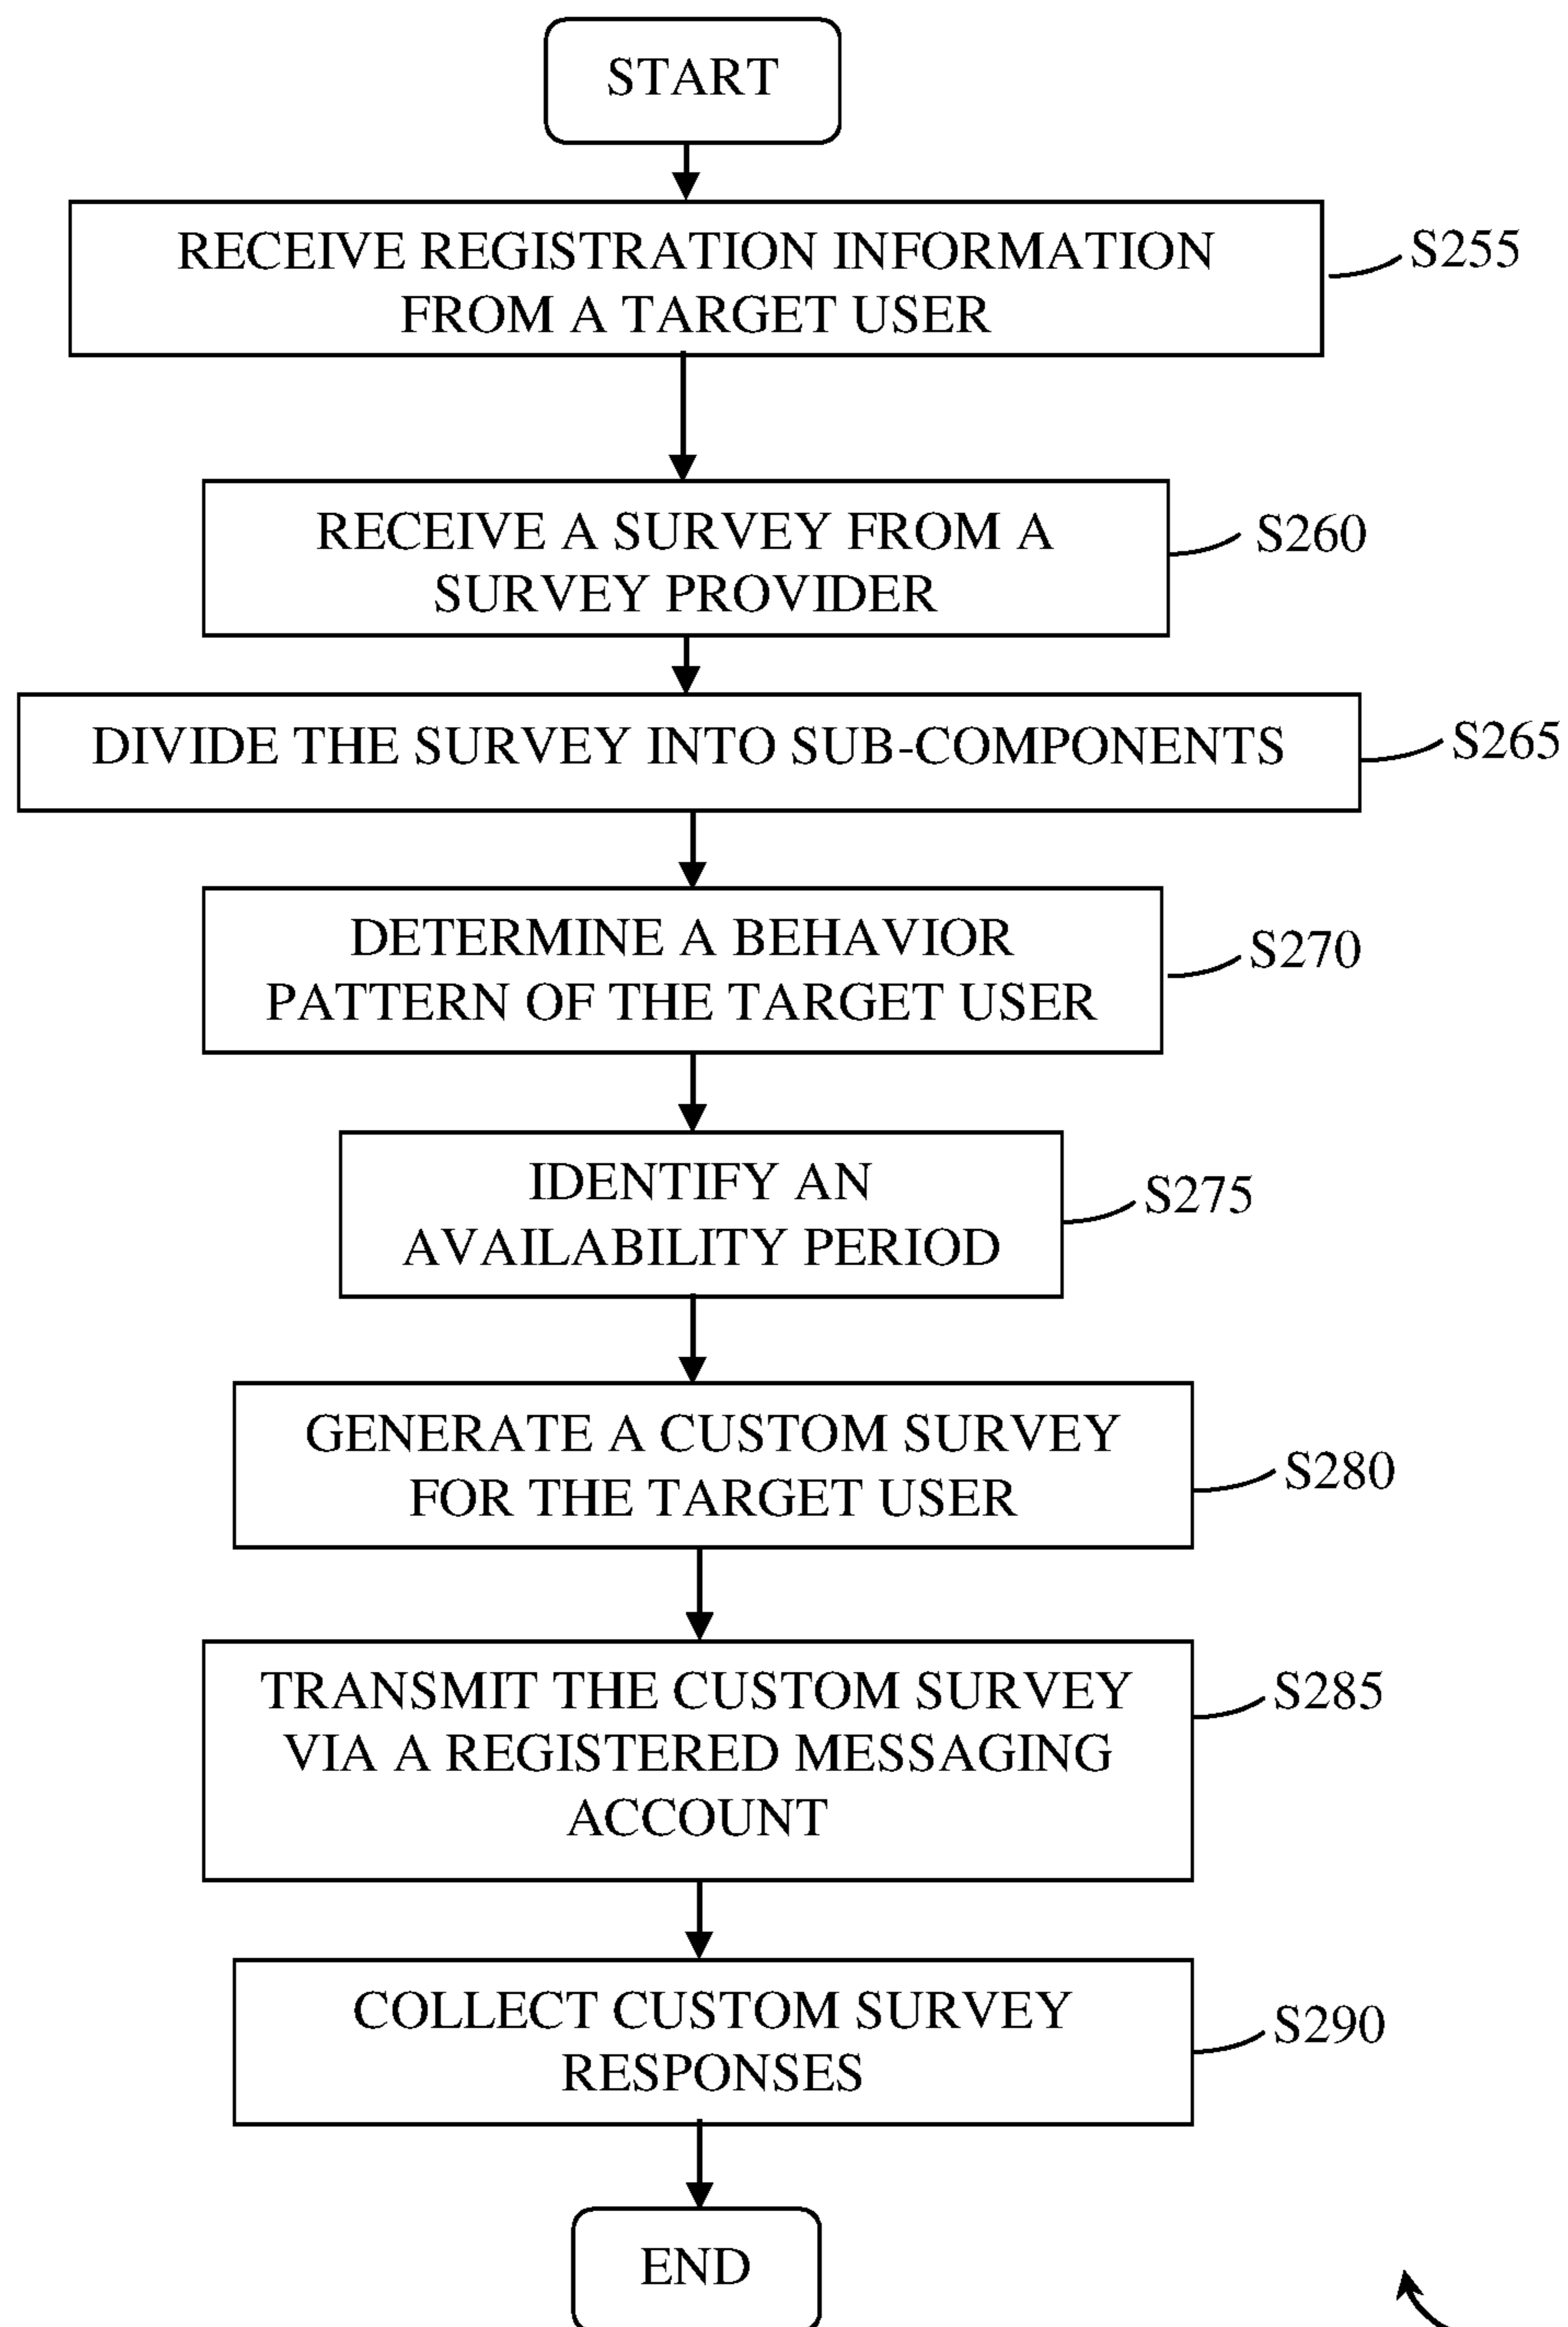 START
RECEIVE REGISTRATION INFORMATION
FROM A TARGET USER
S255
RECEIVE A SURVEY FROM A
SURVEY PROVIDER
S260
DIVIDE THE SURVEY INTO SUB-COMPONENTS
S265
DETERMINE A BEHAVIOR
PATTERN OF THE TARGET USER
S270
IDENTIFY AN
AVAILABILITY PERIOD
S275
GENERATE A CUSTOM SURVEY
FOR THE TARGET USER
S280
TRANSMIT THE CUSTOM SURVEY
VIA A REGISTERED MESSAGING
ACCOUNT
S285
COLLECT CUSTOM SURVEY
RESPONSES
S290
END